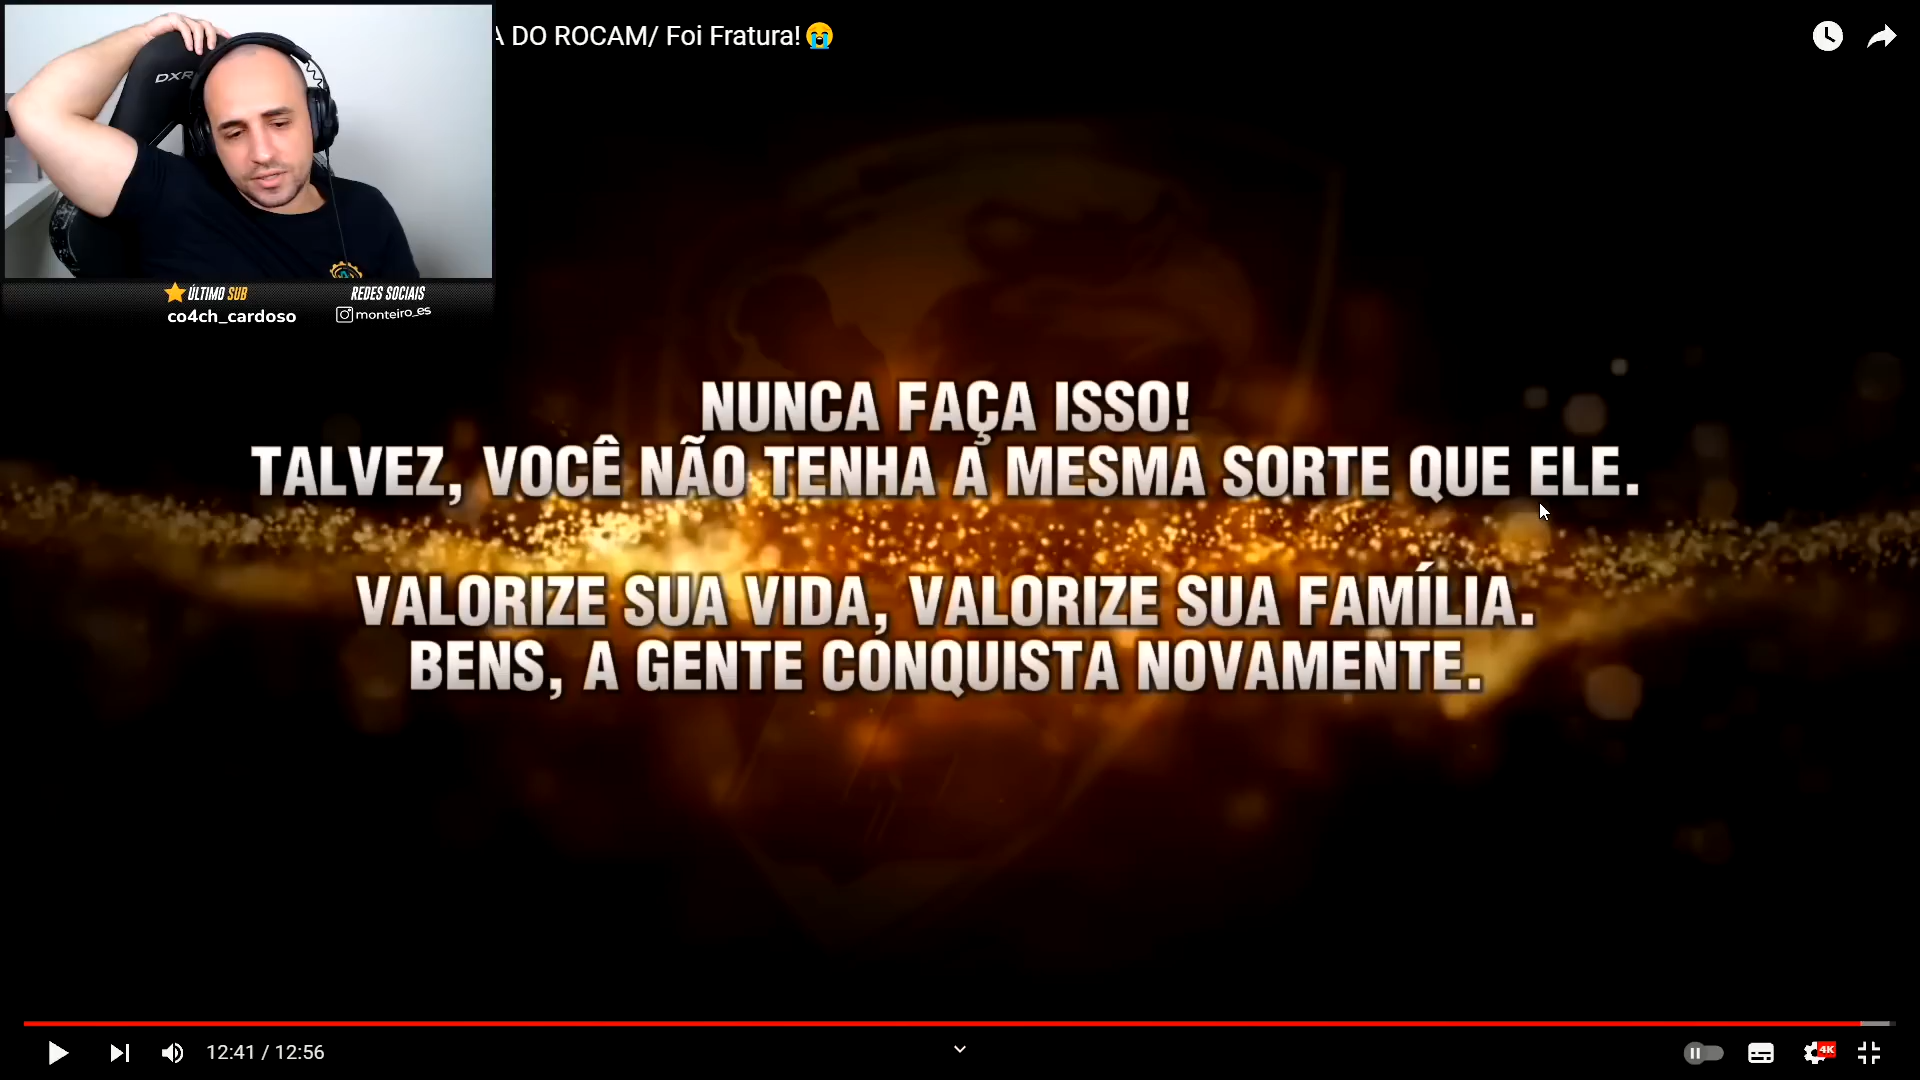 A DO ROCAM/ Foi Fratura!😭
DXR
ÚLTIMO SUB
REDES SOCIAIS
co4ch_cardoso
monteiro_es
NUNCA FAÇA ISSO!
TALVEZ, VOCÊ NÃO TENHA A MESMA SORTE QUE ELE.
VALORIZE SUA VIDA, VALORIZE SUA FAMÍLIA.
BENS, A GENTE CONQUISTA NOVAMENTE.
12:41 / 12:56
4K